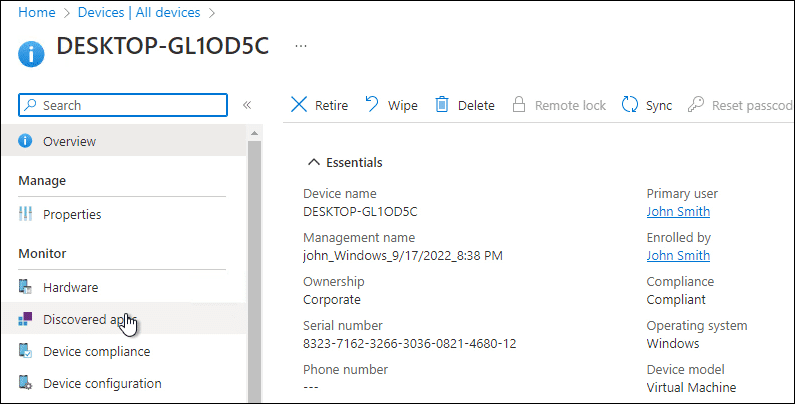 Home > Devices | All devices >
DESKTOP-GL1OD5C ...
Search «
Retire Wipe Delete Remote lock Sync Reset passcod
Overview
Essentials
Manage
Device name Primary user
Properties
DESKTOP-GL1OD5C John Smith
Management name Enrolled by
Monitor
john_Windows_9/17/2022_8:38 PM John Smith
Hardware
Ownership Compliance
Corporate Compliant
Discovered apps
Serial number Operating system
8323-7162-3266-3036-0821-4680-12 Windows
Device compliance
Phone number Device model
Device configuration
--- Virtual Machine